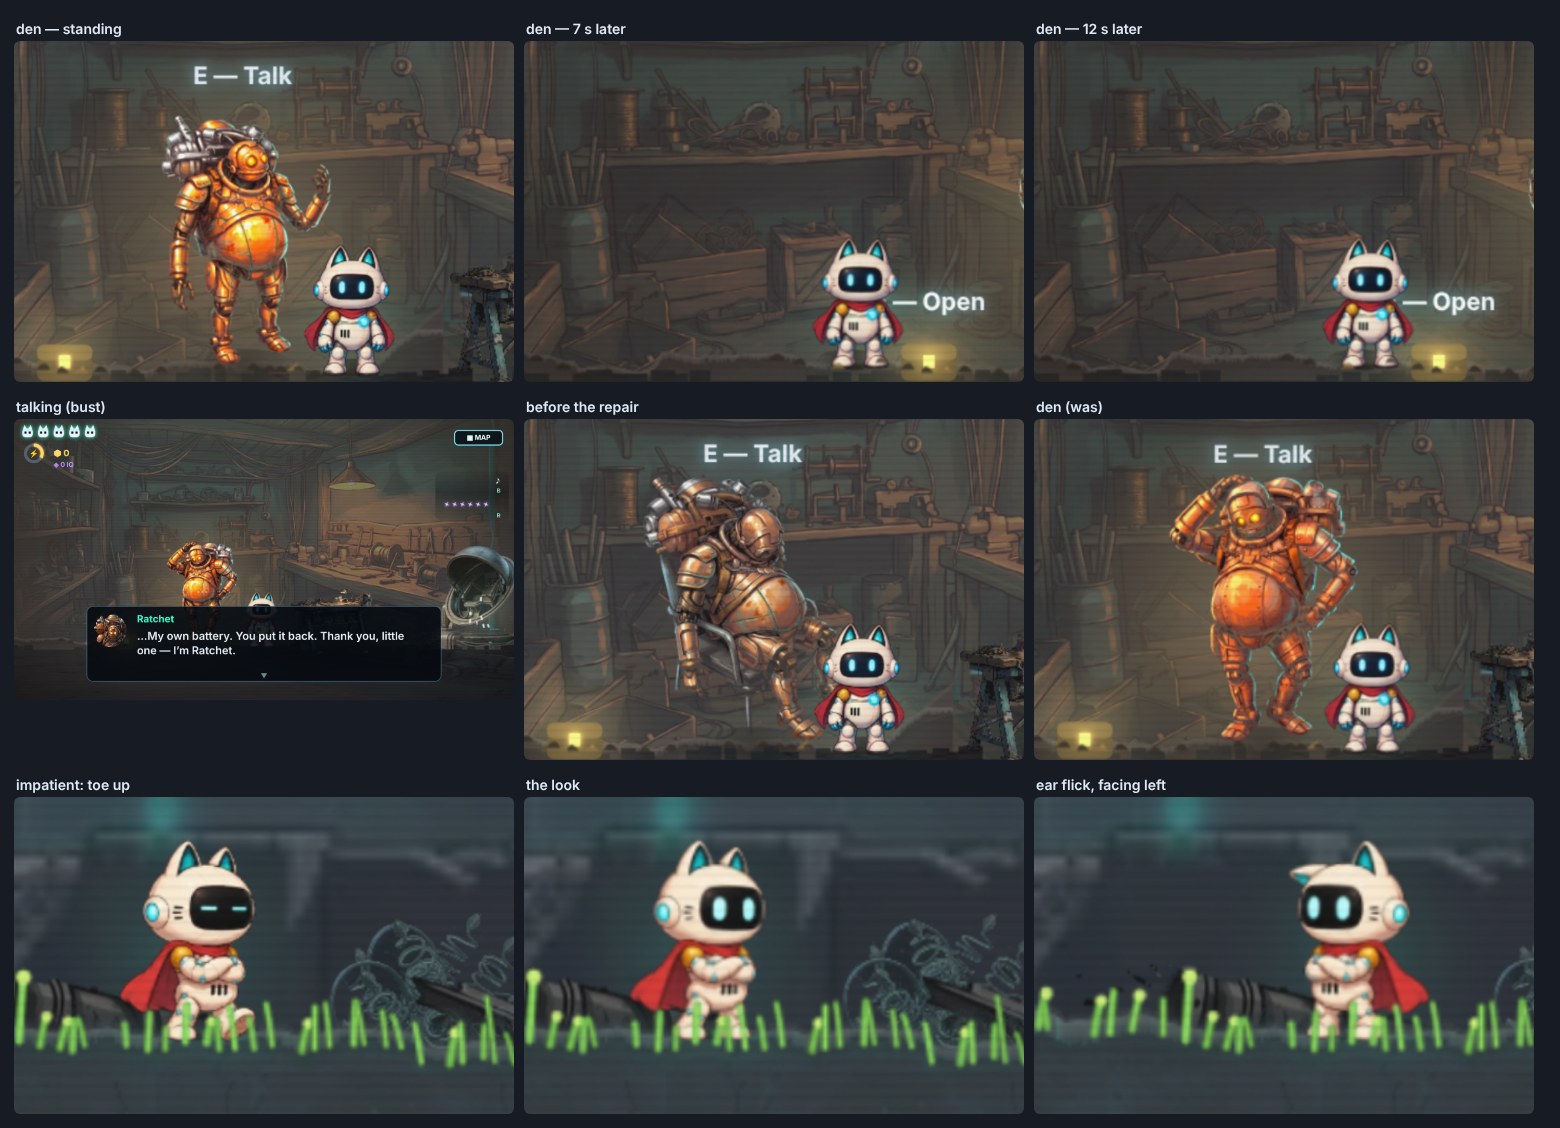 den — standing
den — 7 s later
den — 12 s later
E — Talk
— Open
— Open
talking (bust)
before the repair
den (was)
0
0 IQ
MAP
B
R
Ratchet
...My own battery. You put it back. Thank you, little
one — I'm Ratchet.
E — Talk
E — Talk
impatient: toe up
the look
ear flick, facing left